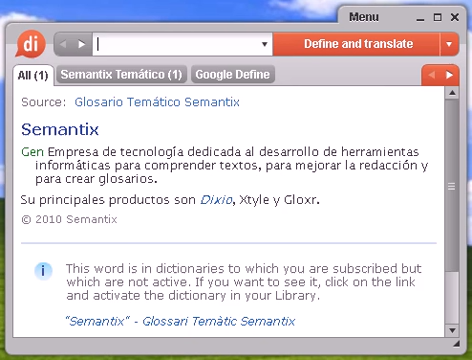 Menu
di
Define and translate
All (1) Semantix Temático (1) Google Define
Source: Glosario Temático Semantix
Semantix
Gen Empresa de tecnología dedicada al desarrollo de herramientas
informáticas para comprender textos, para mejorar la redacción y
para crear glosarios.
Su principales productos son Dixio, Xtyle y Gloxr.
© 2010 Semantix
i
This word is in dictionaries to which you are subscribed but
which are not active. If you want to see it, click on the link
and activate the dictionary in your Library.
"Semantix" - Glossari Temàtic Semantix